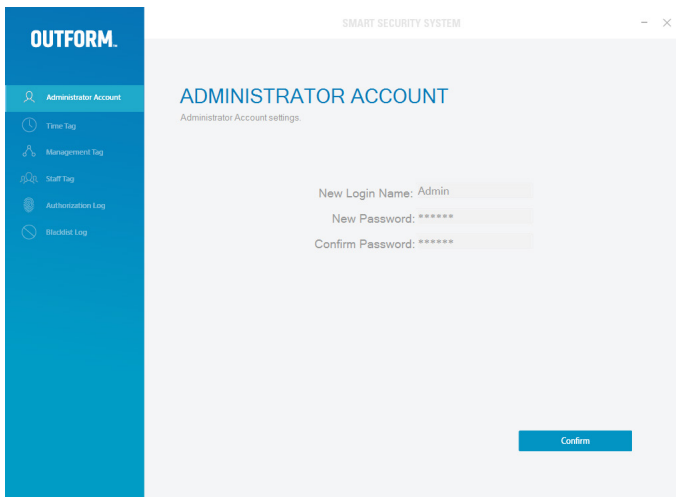 OUTFORM.
SMART SECURITY SYSTEM
Administrator Account
Time Tag
Management Tag
Staff Tag
Authorization Log
Blacklist Log
ADMINISTRATOR ACCOUNT
Administrator Account settings.
New Login Name: Admin
New Password: ******
Confirm Password: ******
Confirm